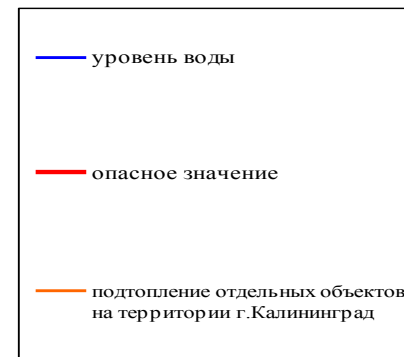 уровень воды
опасное значение
подтопление отдельных объектов
на территории г.Калининград